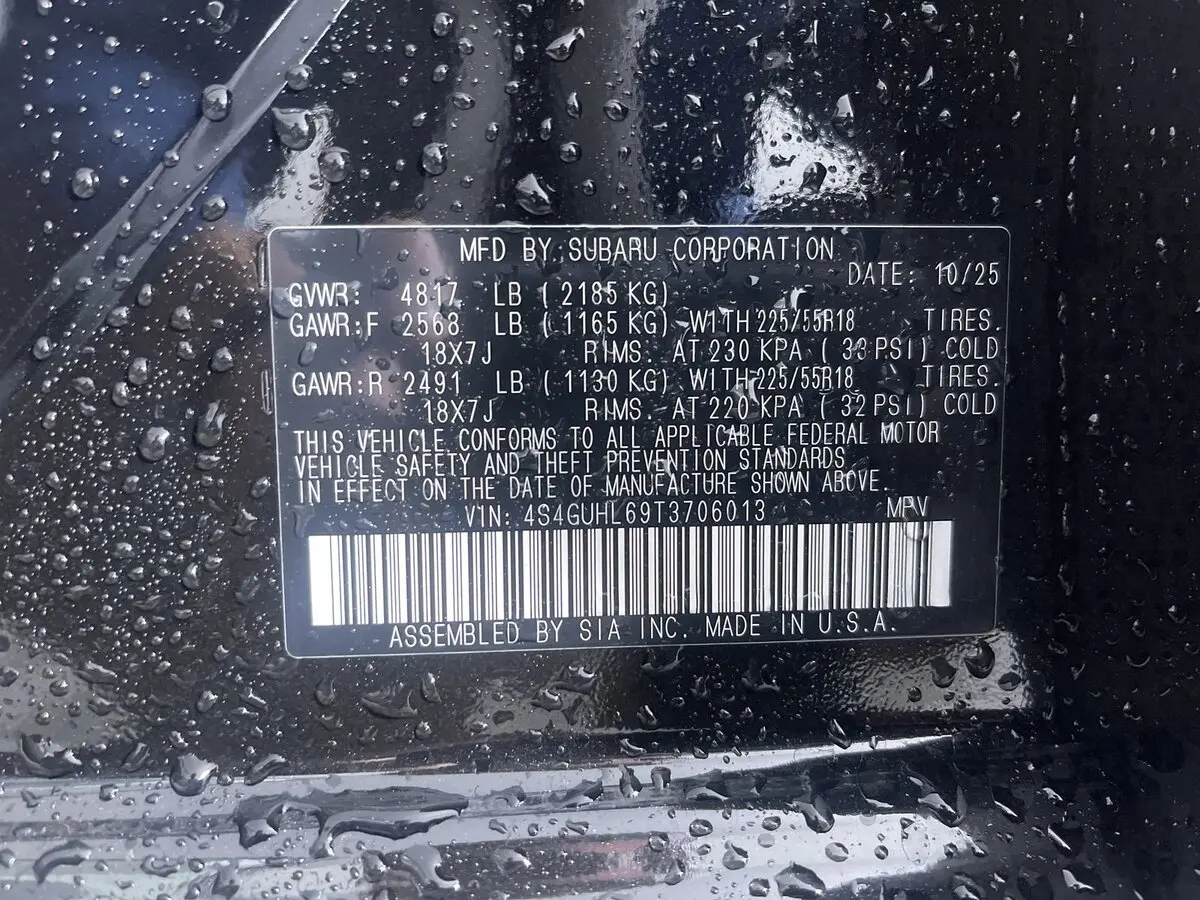 MFD BY SUBARU CORPORATION
DATE: 10/25
GVWR: 4817 LB ( 2185 KG)
GAWR:F 2568 LB ( 1165 KG) WITH 225/55R18 TIRES.
18X7J RIMS. AT 230 KPA ( 33 PSI) COLD
GAWR:R 2491 LB ( 1130 KG) WITH 225/55R18 TIRES.
18X7J RIMS. AT 220 KPA ( 32 PSI) COLD
THIS VEHICLE CONFORMS TO ALL APPLICABLE FEDERAL MOTOR
VEHICLE SAFETY AND THEFT PREVENTION STANDARDS
IN EFFECT ON THE DATE OF MANUFACTURE SHOWN ABOVE.
VIN: 4S4GUHL69T3706013 MPV
ASSEMBLED BY SIA INC. MADE IN U.S.A.